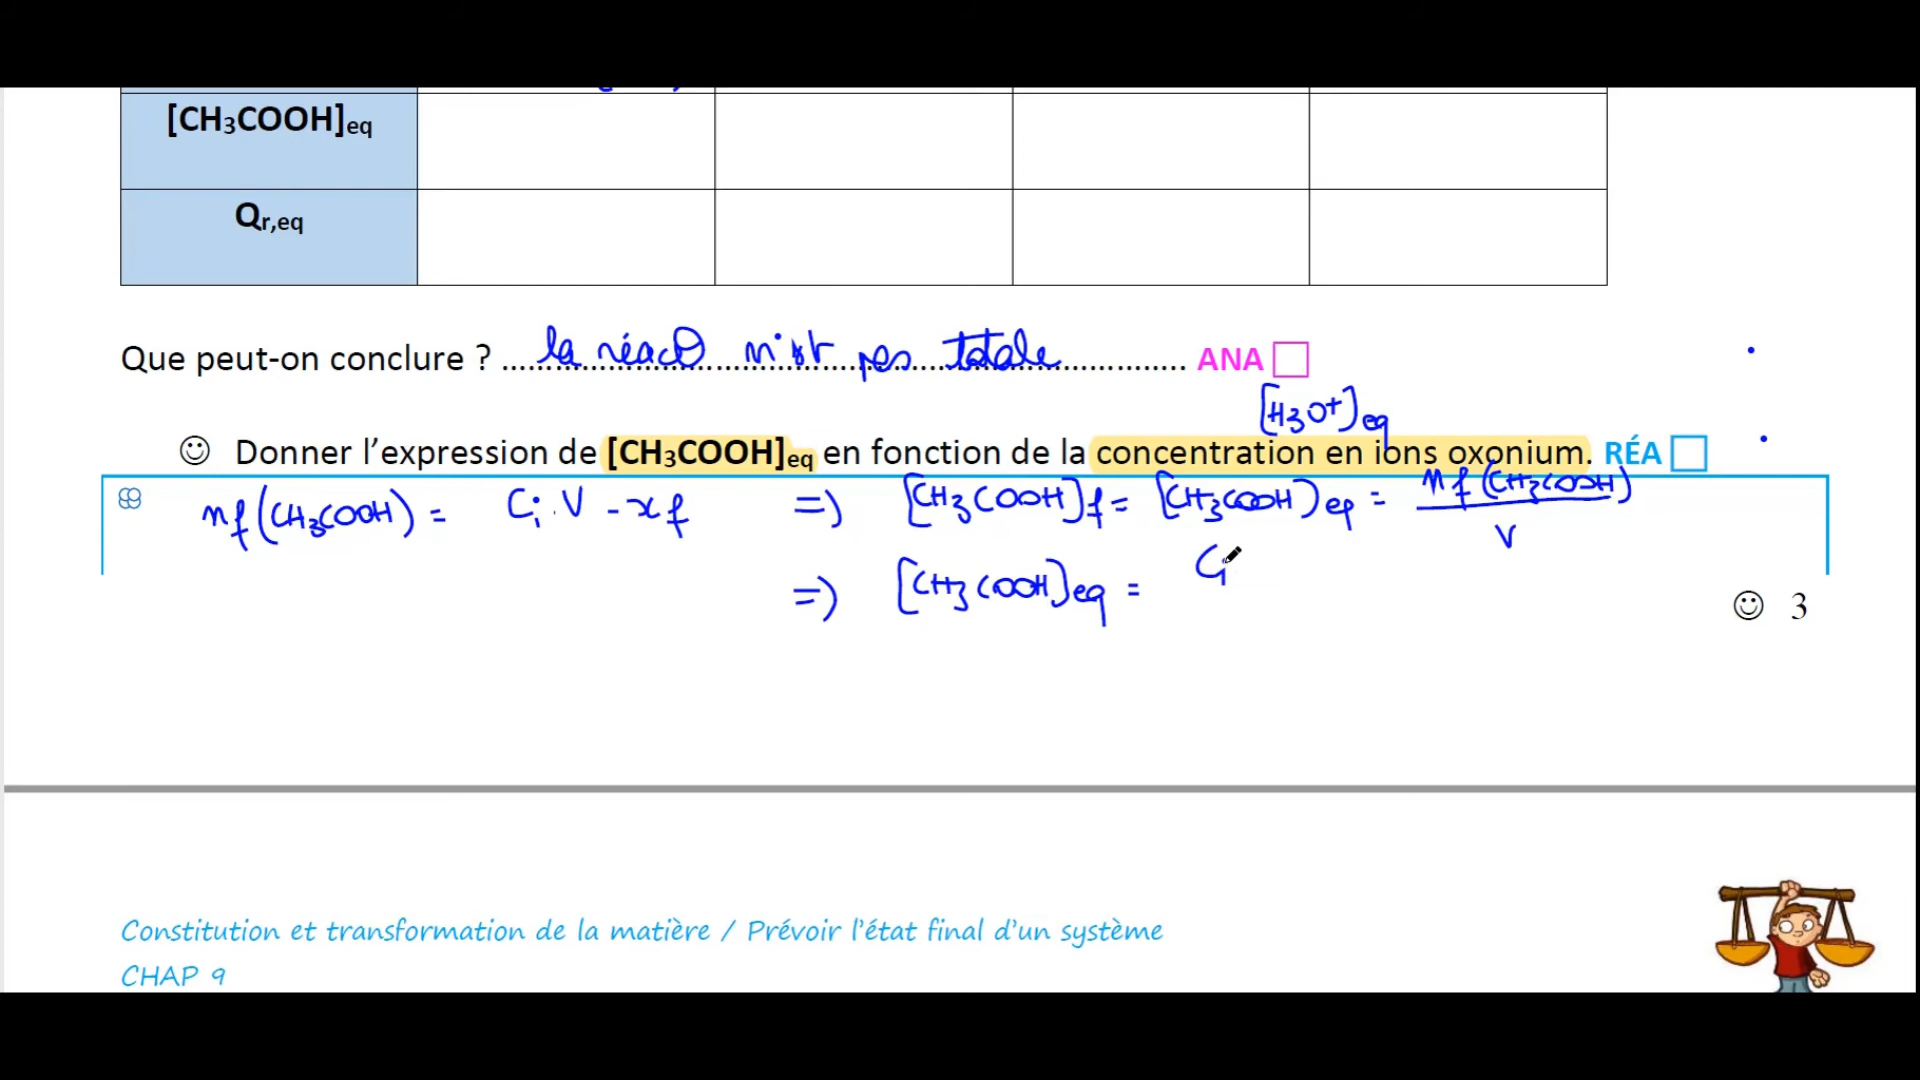 [CH₃COOH]eq
Qr,eq
Que peut-on conclure ? la réac° n'est pas totale ANA
[H3O+]eq
☺ Donner l'expression de [CH₃COOH]eq en fonction de la concentration en ions oxonium. RÉA
nf(CH3COOH) = Ci.V - xf => [CH3COOH]f = [CH3COOH]eq = nf(CH3COOH)/V
=> [CH3COOH]eq = Ci
☺ 3
Constitution et transformation de la matière / Prévoir l'état final d'un système
CHAP 9